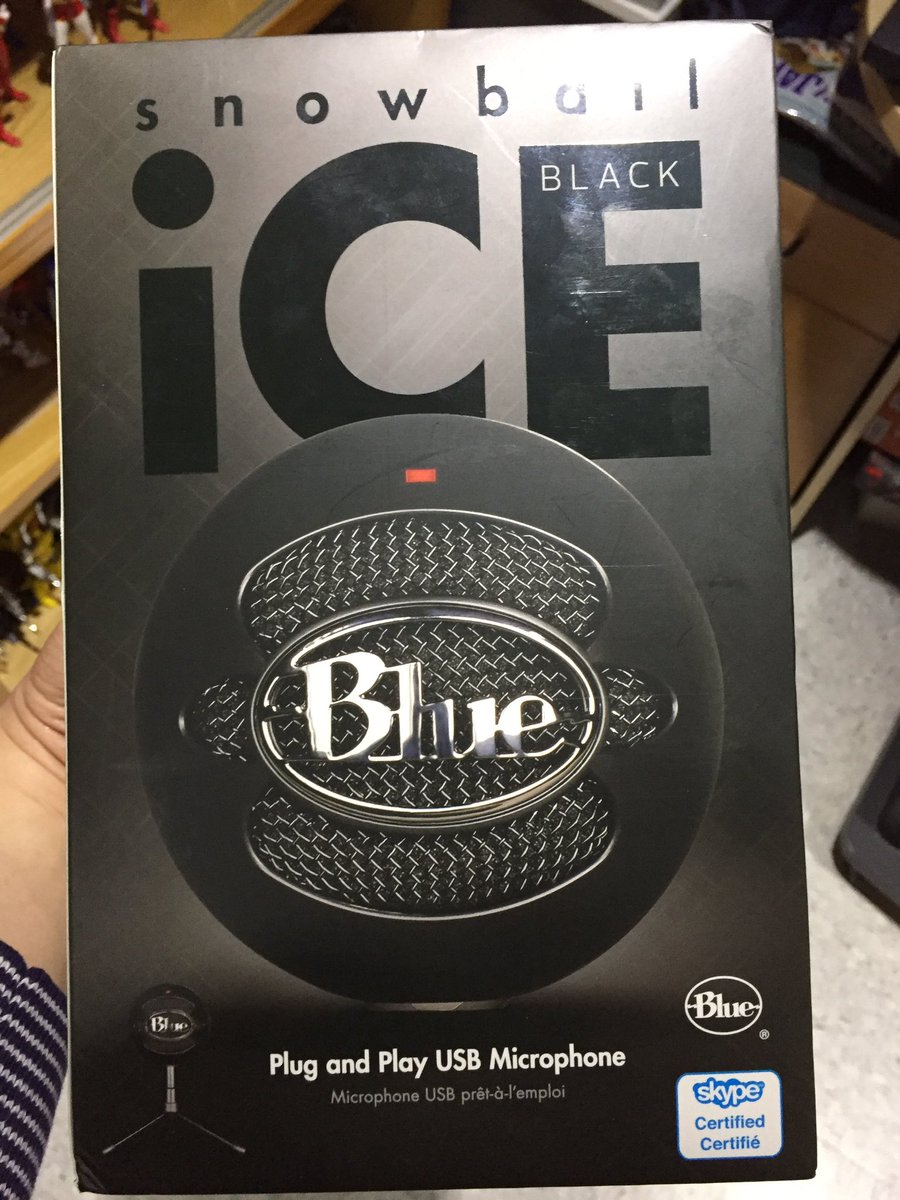 snowball
iCE
BLACK
Blue
Blue
Blue
®
Plug and Play USB Microphone
Microphone USB prêt-à-l'emploi
skype
Certified
Certifié